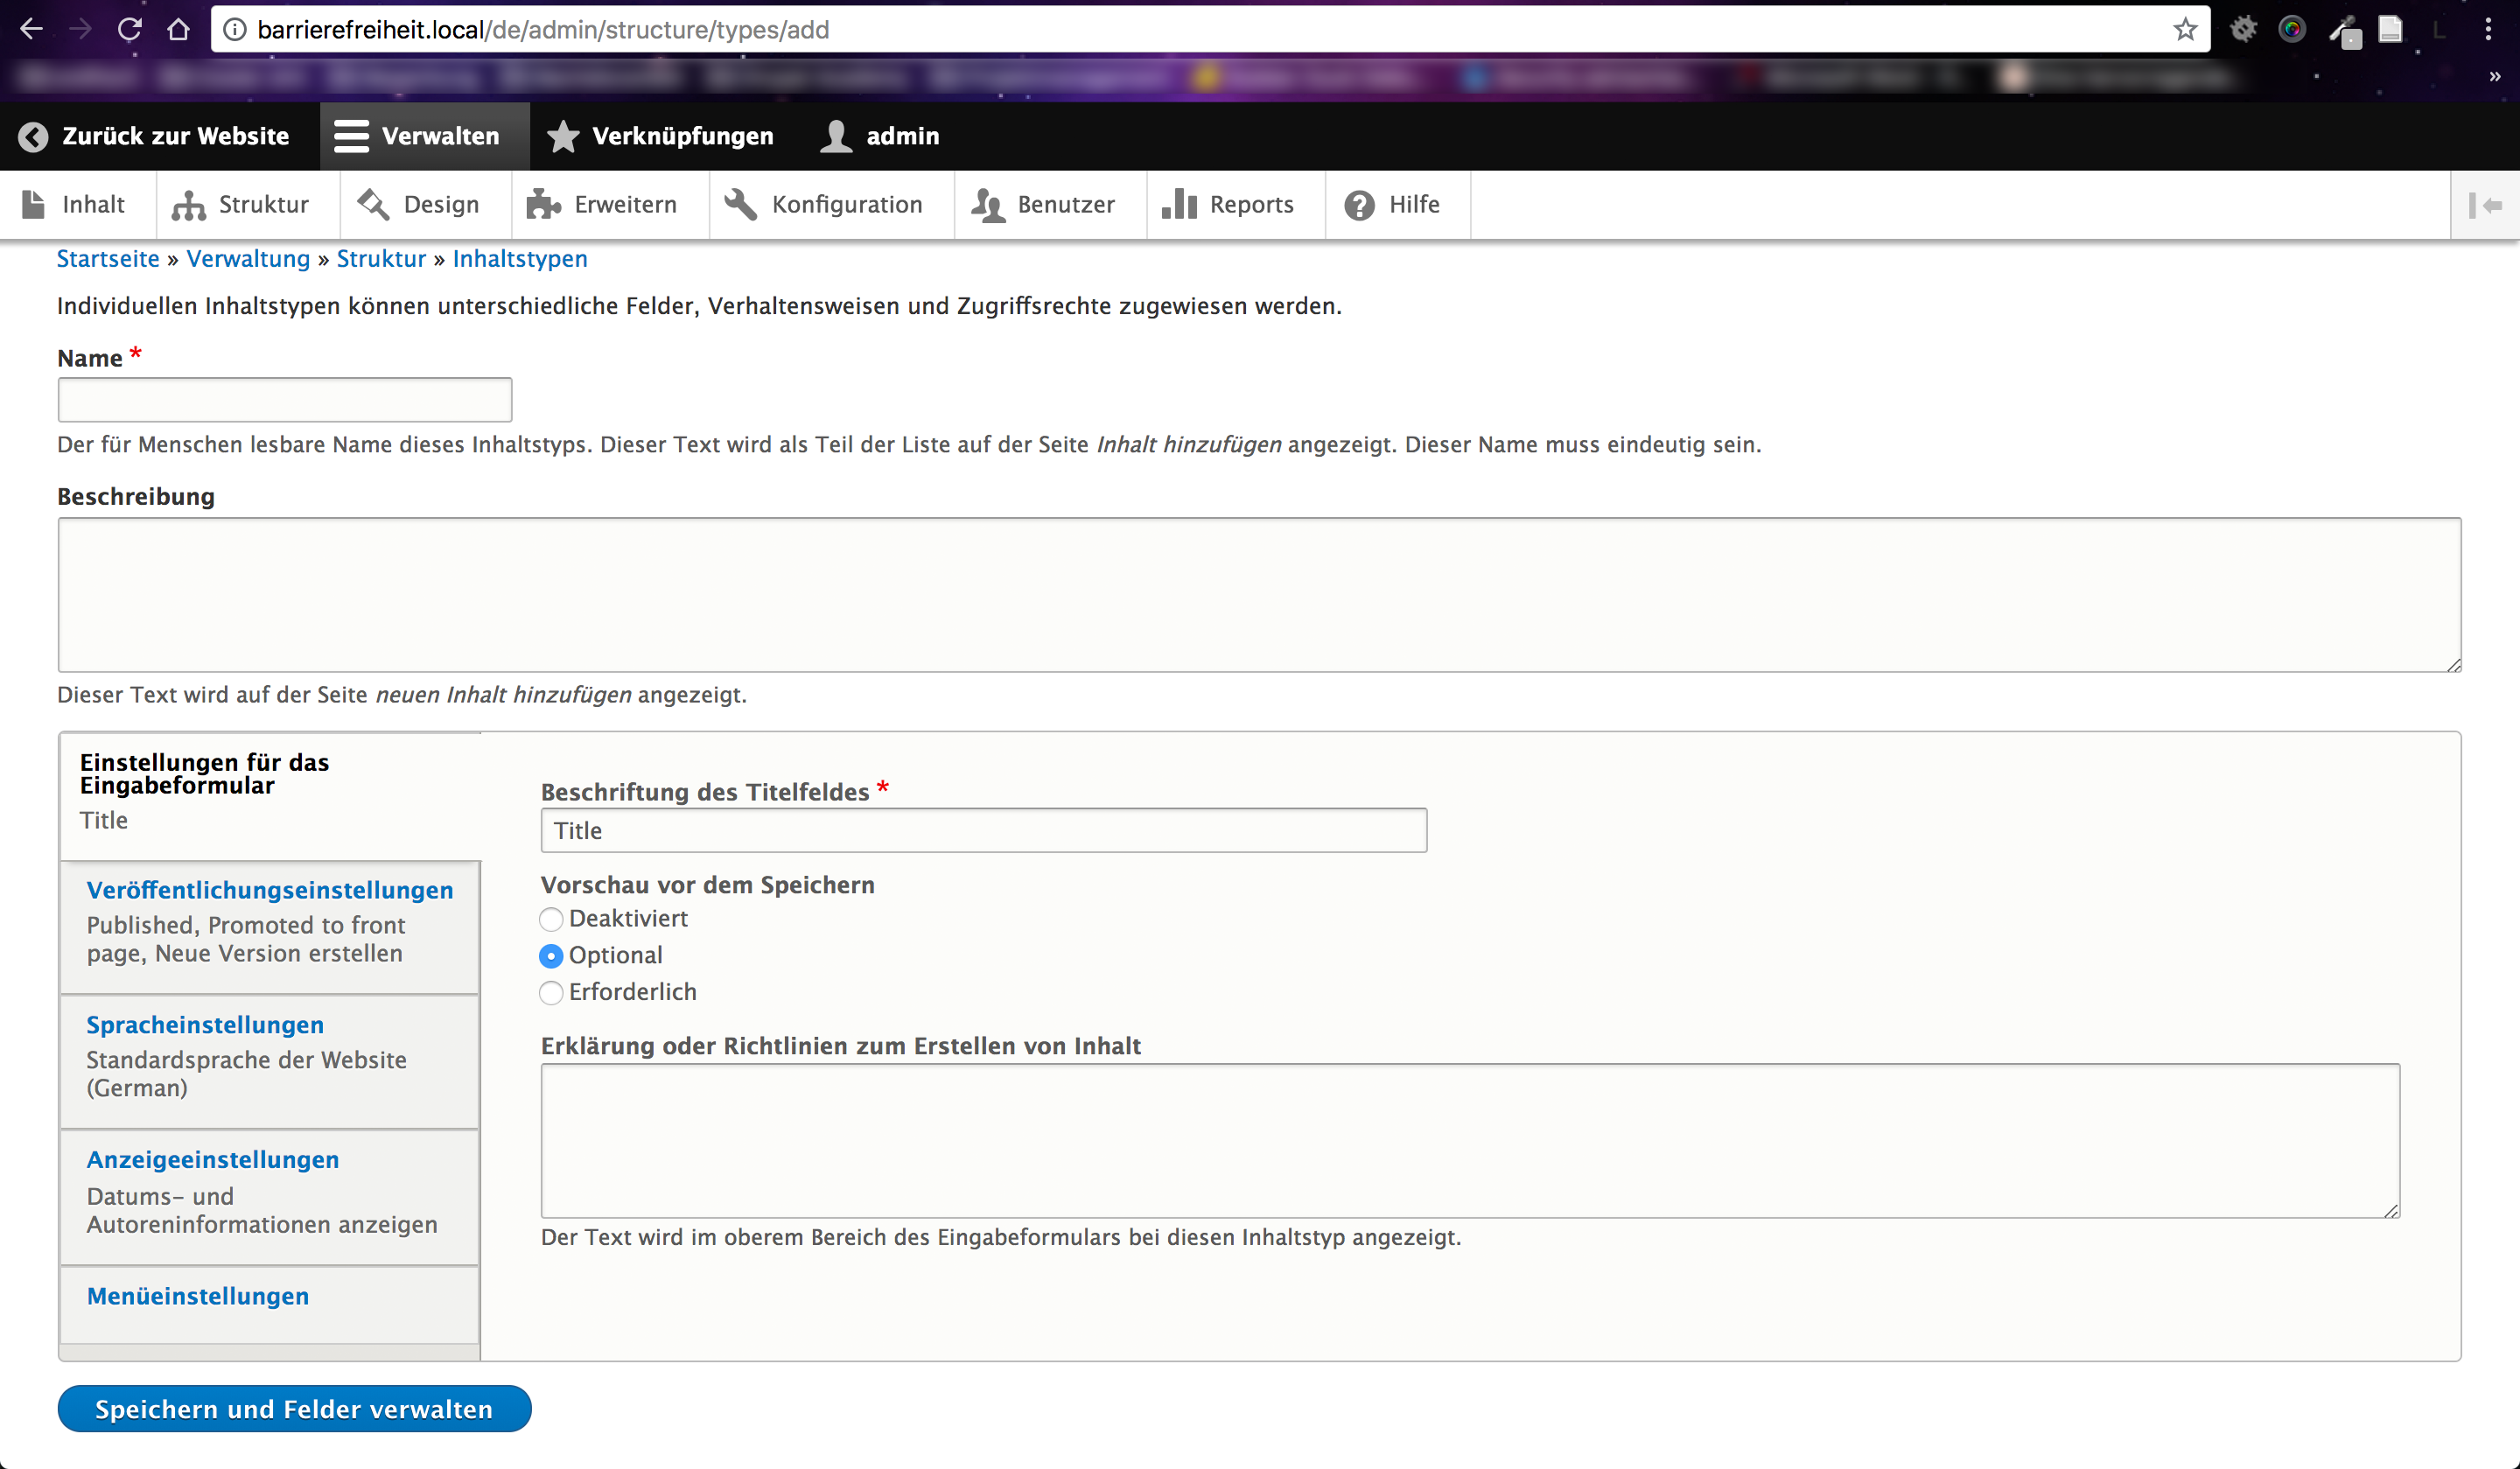 barrierefreiheit.local/de/admin/structure/types/add
»
Zurück zur Website Verwalten Verknüpfungen admin
Inhalt Struktur Design Erweitern Konfiguration Benutzer Reports Hilfe
Startseite » Verwaltung » Struktur » Inhaltstypen
Individuellen Inhaltstypen können unterschiedliche Felder, Verhaltensweisen und Zugriffsrechte zugewiesen werden.
Name *
Der für Menschen lesbare Name dieses Inhaltstyps. Dieser Text wird als Teil der Liste auf der Seite Inhalt hinzufügen angezeigt. Dieser Name muss eindeutig sein.
Beschreibung
Dieser Text wird auf der Seite neuen Inhalt hinzufügen angezeigt.
Einstellungen für das
Eingabeformular
Title
Veröffentlichungseinstellungen
Published, Promoted to front
page, Neue Version erstellen
Spracheinstellungen
Standardsprache der Website
(German)
Anzeigeeinstellungen
Datums- und
Autoreninformationen anzeigen
Menüeinstellungen
Beschriftung des Titelfeldes *
Title
Vorschau vor dem Speichern
Deaktiviert
Optional
Erforderlich
Erklärung oder Richtlinien zum Erstellen von Inhalt
Der Text wird im oberem Bereich des Eingabeformulars bei diesen Inhaltstyp angezeigt.
Speichern und Felder verwalten